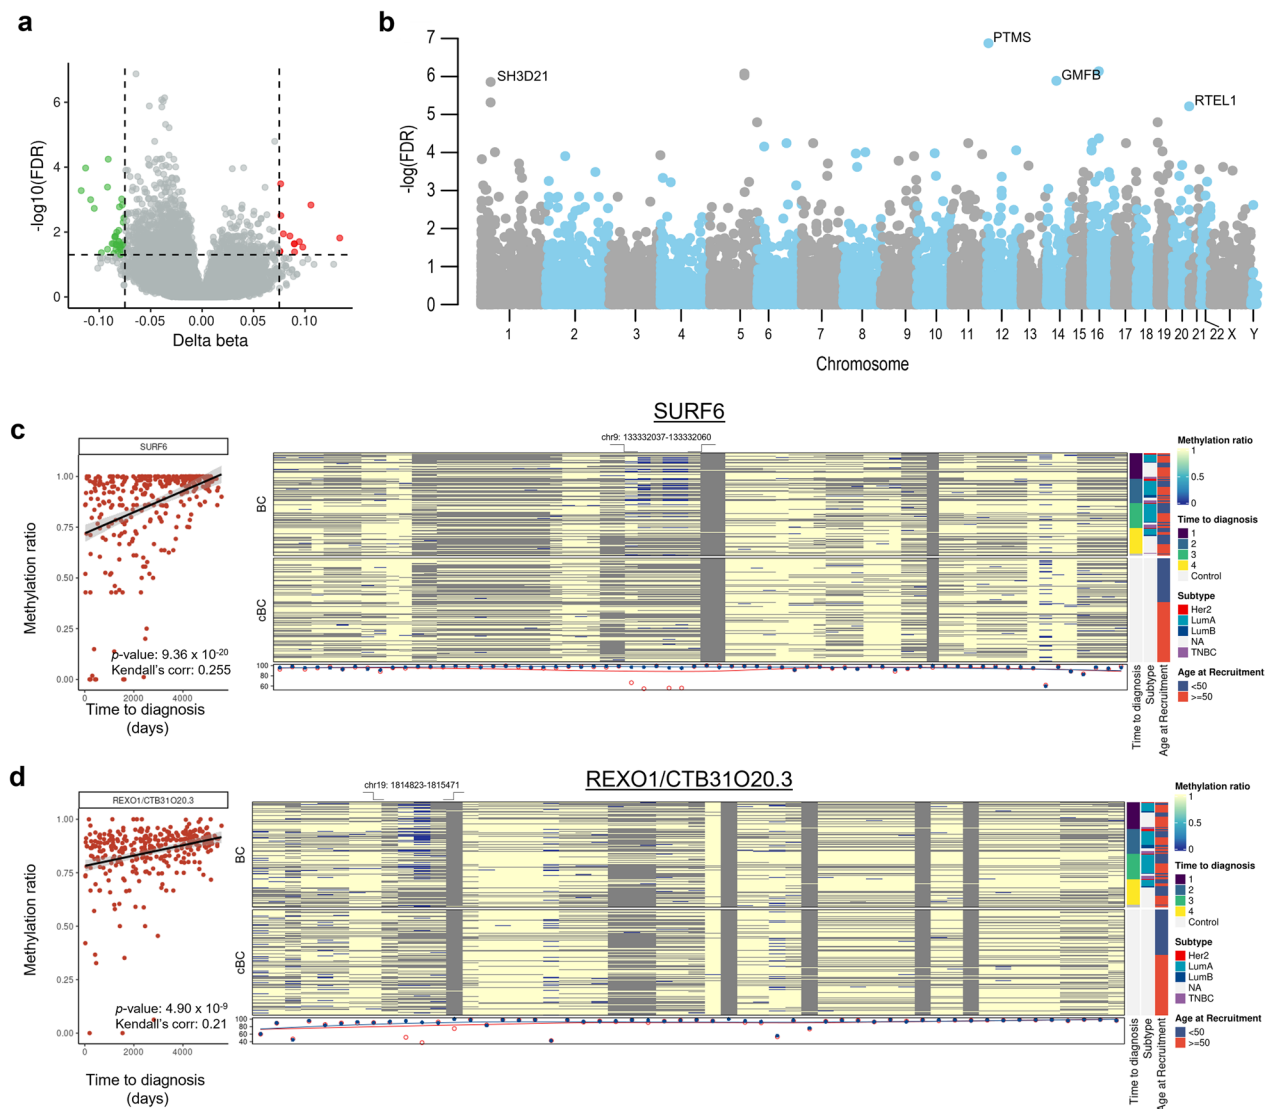 a
-log10(FDR)
6
4
2
0
-0.10 -0.05 0.00 0.05 0.10
Delta beta
b
-log(FDR)
7
6
5
4
3
2
1
0
PTMS
SH3D21
GMFB
RTEL1
1 2 3 4 5 6 7 8 9 10 11 12 13 14 15 16 17 18 19 20 21 22 X Y
Chromosome
c
SURF6
SURF6
Methylation ratio
1.00
0.75
0.50
0.25
0.00
p-value: 9.36 x 10-20
Kendall's corr: 0.255
0 2000 4000
Time to diagnosis
(days)
chr9: 133332037-133332060
BC
cBC
100
80
60
Time to diagnosis
Subtype
Age at Recruitment
Methylation ratio
1
0.5
0
Time to diagnosis
1
2
3
4
Control
Subtype
Her2
LumA
LumB
NA
TNBC
Age at Recruitment
<50
>=50
d
REXO1/CTB31O20.3
REXO1/CTB31O20.3
Methylation ratio
1.00
0.75
0.50
0.25
0.00
p-value: 4.90 x 10-9
Kendall's corr: 0.21
0 2000 4000
Time to diagnosis
(days)
chr19: 1814823-1815471
BC
cBC
100
80
60
40
Time to diagnosis
Subtype
Age at Recruitment
Methylation ratio
1
0.5
0
Time to diagnosis
1
2
3
4
Control
Subtype
Her2
LumA
LumB
NA
TNBC
Age at Recruitment
<50
>=50